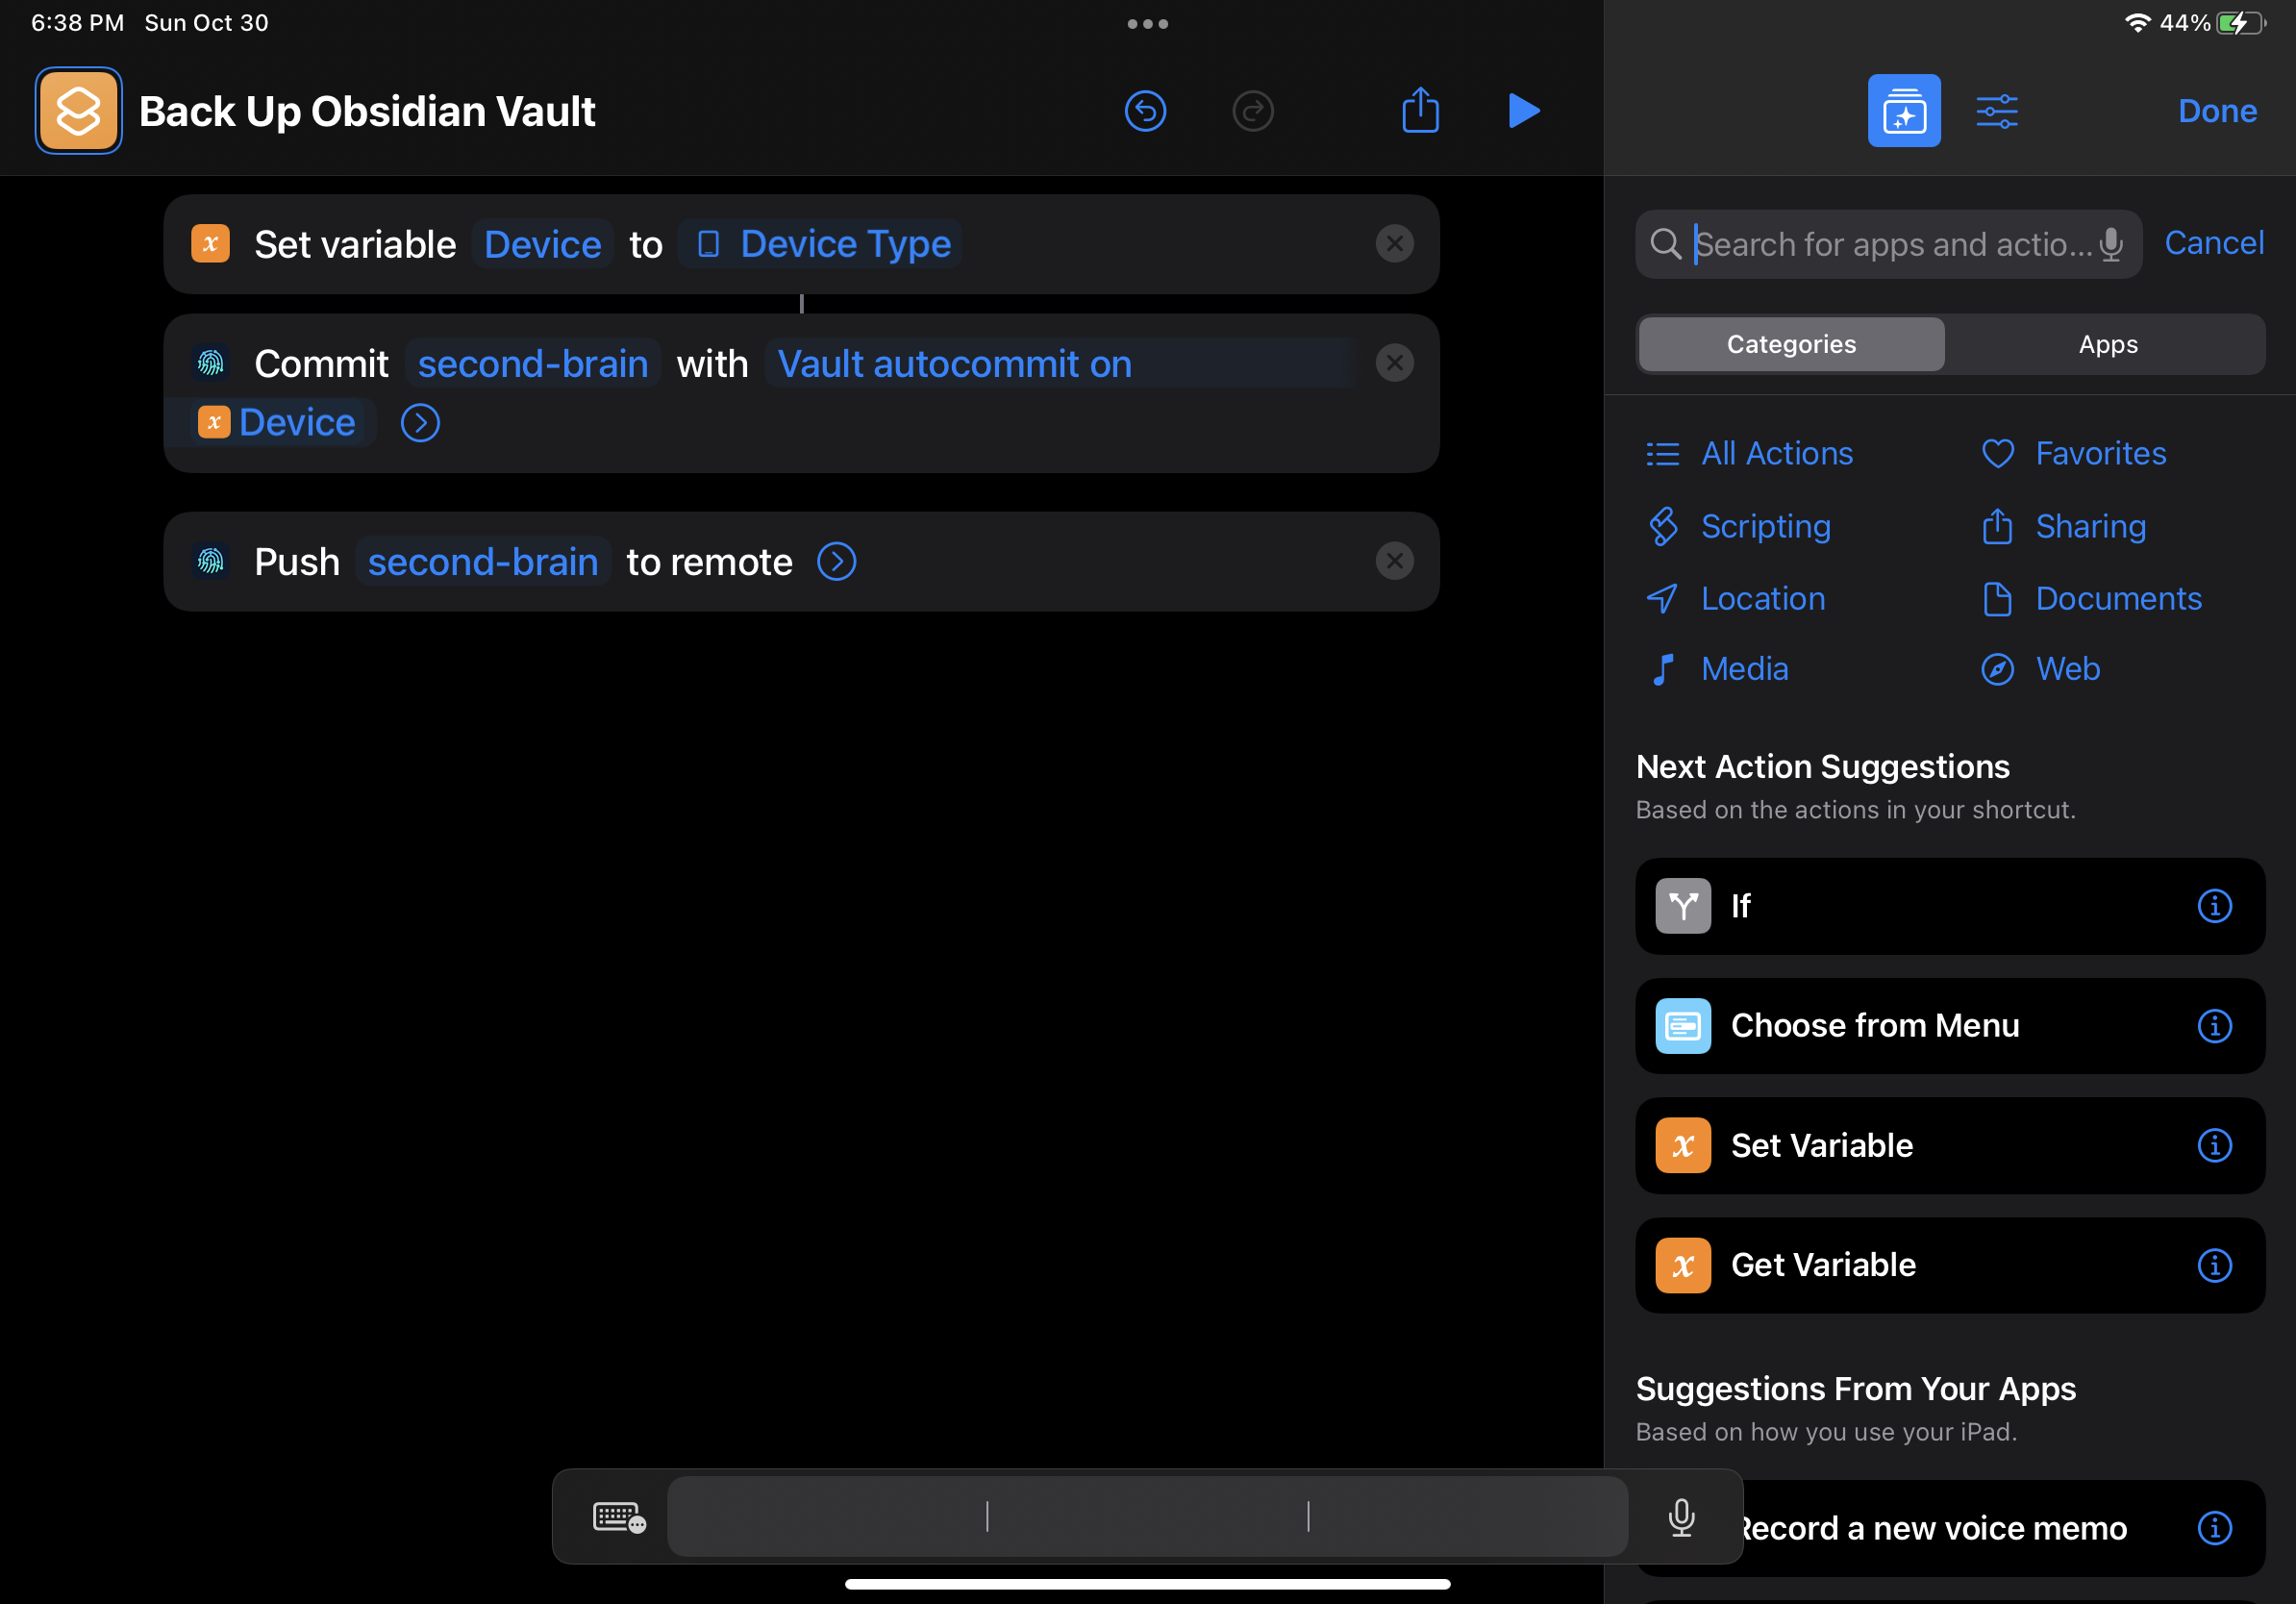 6:38 PM Sun Oct 30
44%
Back Up Obsidian Vault
Done
Set variable Device to Device Type
Commit second-brain with Vault autocommit on
Device
Push second-brain to remote
Search for apps and actio...
Cancel
Categories
Apps
All Actions
Favorites
Scripting
Sharing
Location
Documents
Media
Web
Next Action Suggestions
Based on the actions in your shortcut.
If
Choose from Menu
Set Variable
Get Variable
Suggestions From Your Apps
Based on how you use your iPad.
Record a new voice memo